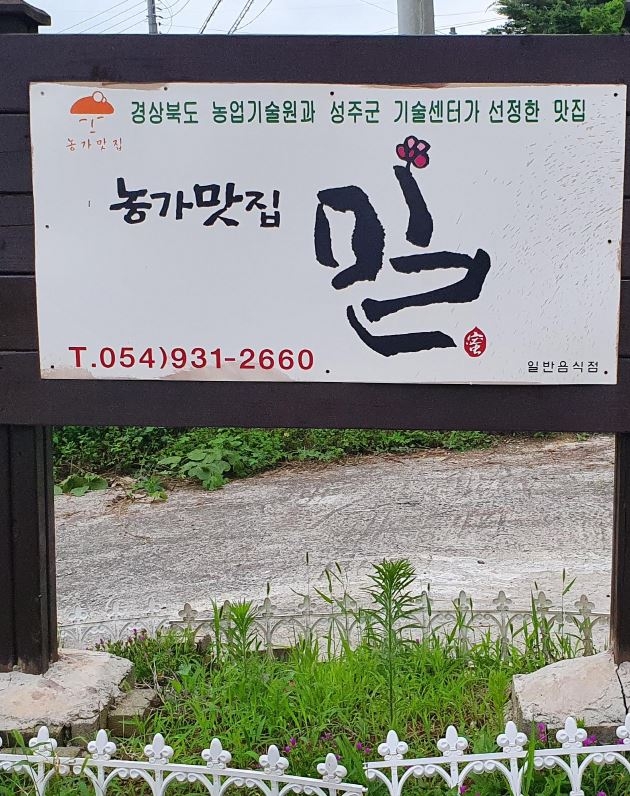 경상북도 농업기술원과 성주군 기술센터가 선정한 맛집
농가맛집
농가맛집
밀
蜜
T.054)931-2660
일반음식점